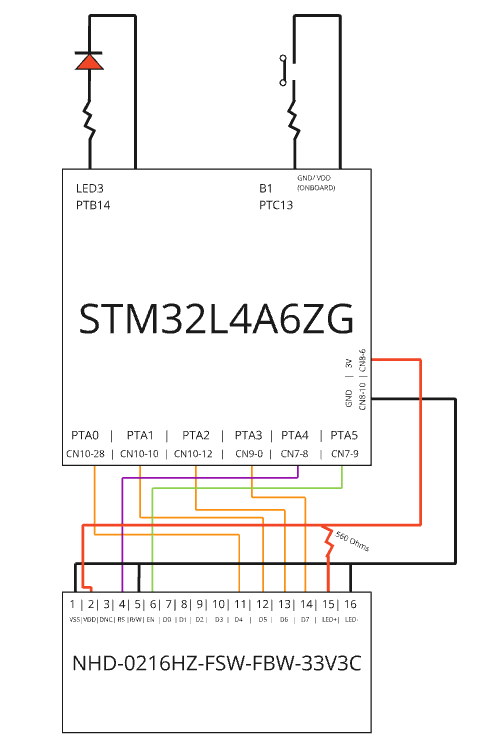 LED3
PTB14
B1
PTC13
GND/ VDD
(ONBOARD)
STM32L4A6ZG
GND | 3V
CN8-10 | CN8-6
PTA0 | PTA1 | PTA2 | PTA3 | PTA4 | PTA5
CN10-28 | CN10-10 | CN10-12 | CN9-0 | CN7-8 | CN7-9
560 Ohms
1 | 2 | 3 | 4 | 5 | 6 | 7 | 8 | 9 | 10 | 11 | 12 | 13 | 14 | 15 | 16
VSS| VDD| DNC| RS | R/W| EN | D0 | D1 | D2 | D3 | D4 | D5 | D6 | D7 | LED+| LED-
NHD-0216HZ-FSW-FBW-33V3C